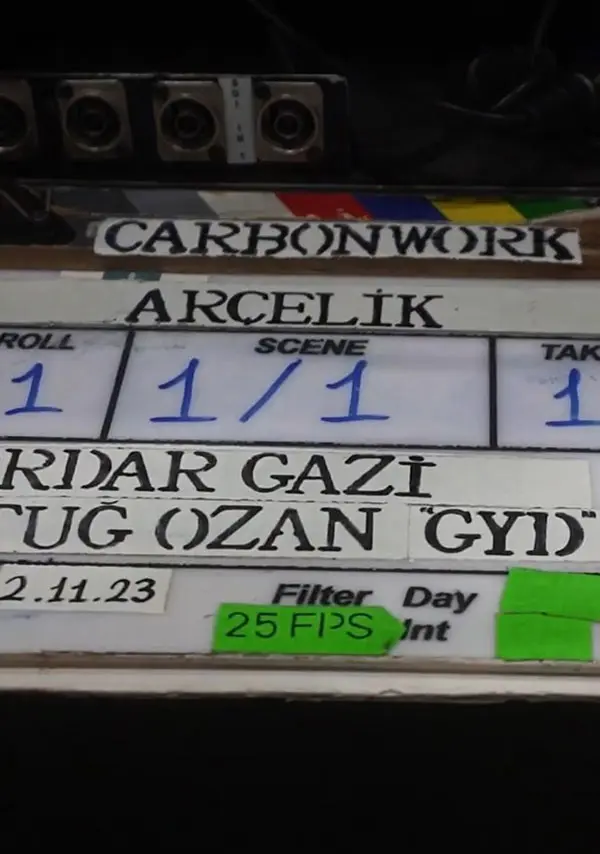 CARBONWORK
ARÇELİK
ROLL SCENE TAK
1 1/1 1
RDAR GAZİ
TUĞ OZAN "GYD"
2.11.23
Filter Day
25 FPS Int